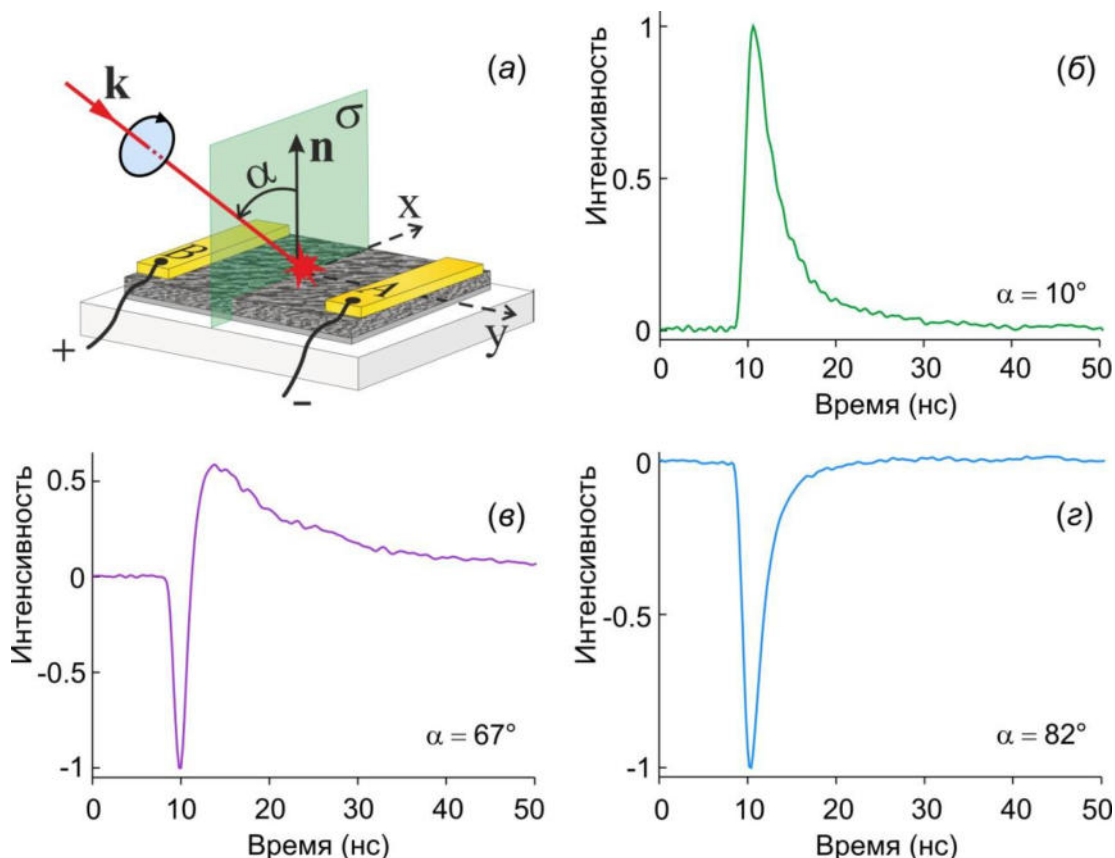 (а)
k
σ
n
α
x
B
A
y
+
−
(б)
Интенсивность
1
0.5
0
α = 10°
0 10 20 30 40 50
Время (нс)
(в)
Интенсивность
0.5
0
-0.5
-1
α = 67°
0 10 20 30 40 50
Время (нс)
(г)
Интенсивность
0
-0.5
-1
α = 82°
0 10 20 30 40 50
Время (нс)